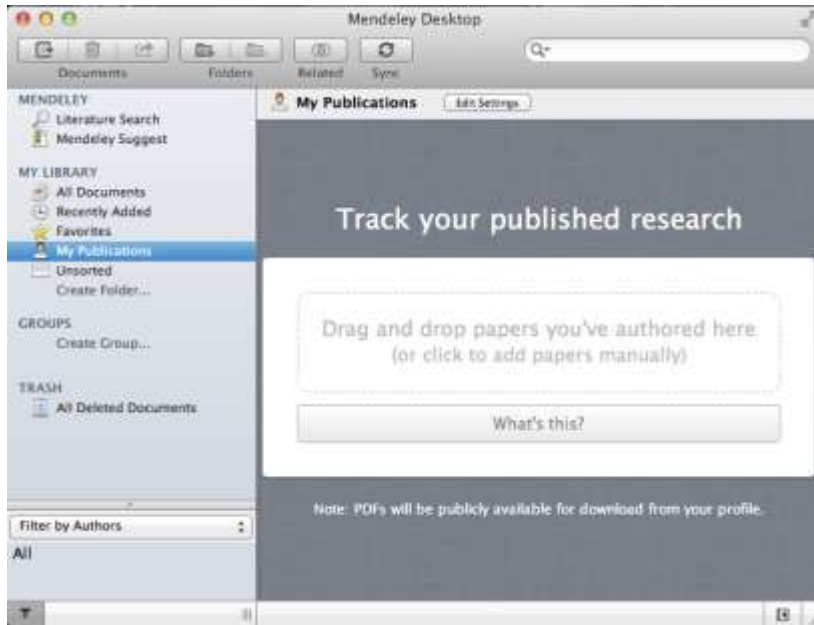 Mendeley Desktop
Documents Folders Related Sync
MENDELEY
Literature Search
Mendeley Suggest
MY LIBRARY
All Documents
Recently Added
Favorites
My Publications
Unsorted
Create Folder...
GROUPS
Create Group...
TRASH
All Deleted Documents
Filter by Authors
All
My Publications Edit Settings
Track your published research
Drag and drop papers you've authored here
(or click to add papers manually)
What's this?
Note: PDFs will be publicly available for download from your profile.